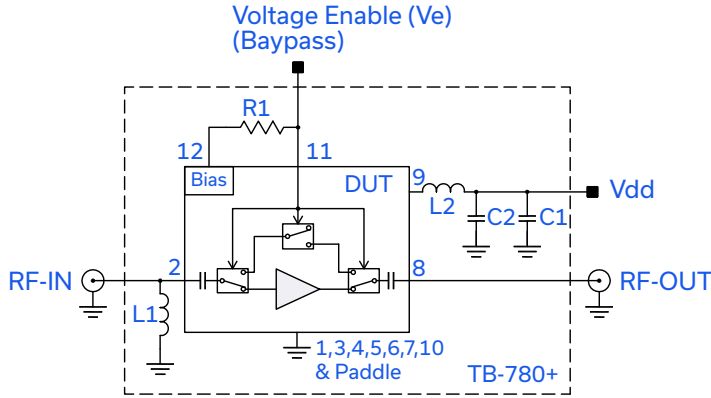 Voltage Enable (Ve)
(Baypass)
R1
12
11
Bias
DUT
9
L2
C2
C1
Vdd
RF-IN
2
8
RF-OUT
L1
1,3,4,5,6,7,10
& Paddle
TB-780+